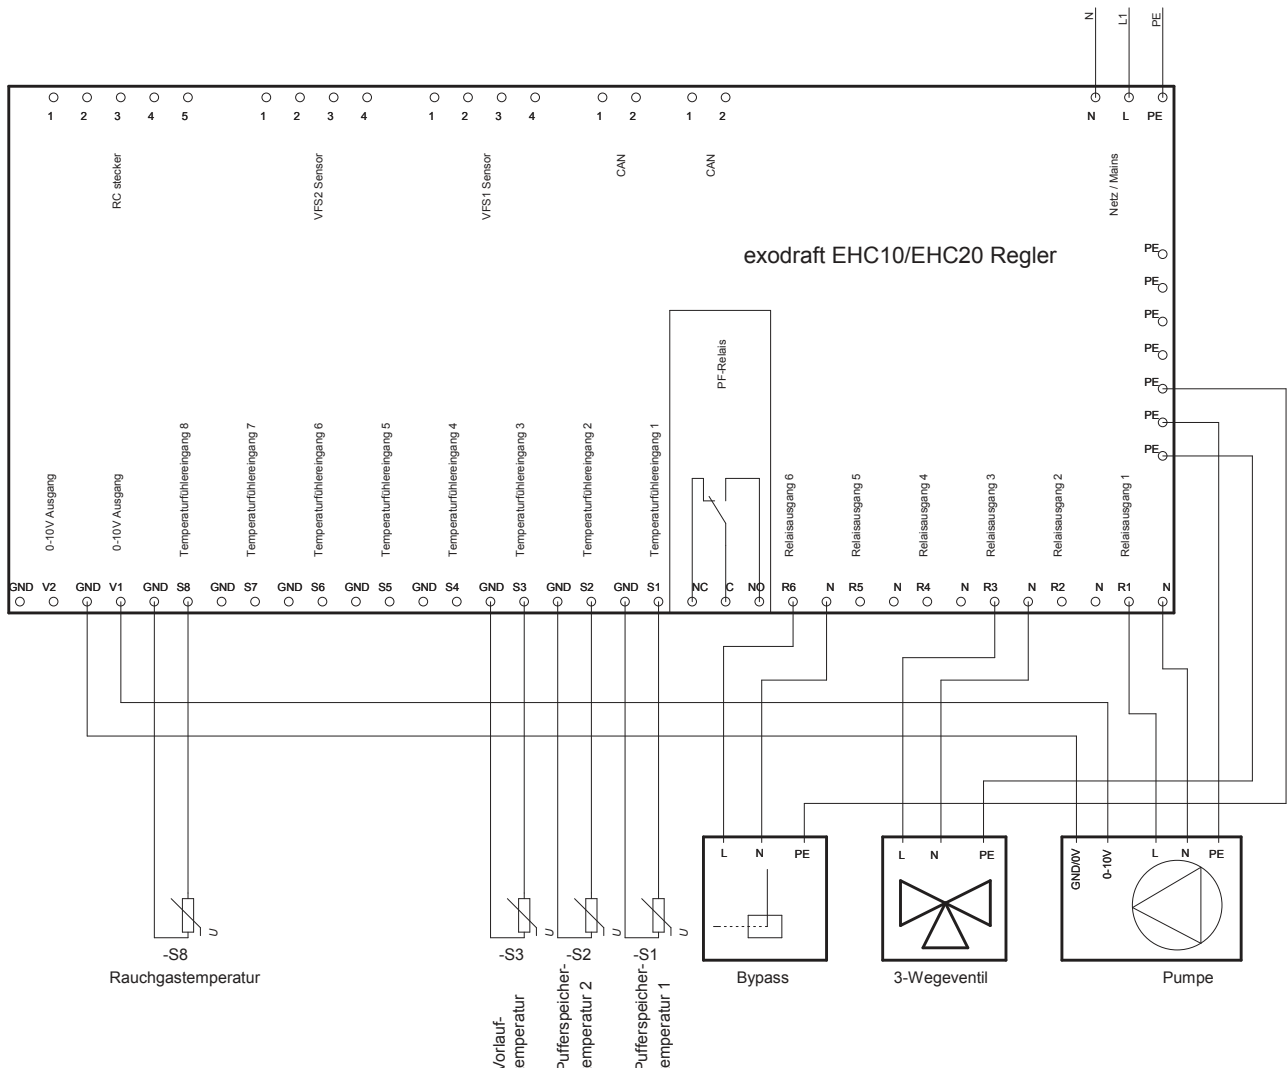 N
L1
PE
1 2 3 4 5
1 2 3 4
1 2 3 4
1 2
1 2
N L PE
RC stecker
VFS2 Sensor
VFS1 Sensor
CAN
CAN
Netz / Mains
exodraft EHC10/EHC20 Regler
PE
PE
PE
PE
PE
PE
PE
PF-Relais
0-10V Ausgang
0-10V Ausgang
Temperaturfühlereingang 8
Temperaturfühlereingang 7
Temperaturfühlereingang 6
Temperaturfühlereingang 5
Temperaturfühlereingang 4
Temperaturfühlereingang 3
Temperaturfühlereingang 2
Temperaturfühlereingang 1
Relaisausgang 6
Relaisausgang 5
Relaisausgang 4
Relaisausgang 3
Relaisausgang 2
Relaisausgang 1
GND V2 GND V1 GND S8 GND S7 GND S6 GND S5 GND S4 GND S3 GND S2 GND S1 NC C NO R6 N R5 N R4 N R3 N R2 N R1 N
L N PE
L N PE
GND/0V 0-10V L N PE
U
U
U
U
-S8
Rauchgastemperatur
-S3
Vorlauf-
emperatur
-S2
Pufferspeicher-
emperatur 2
-S1
Pufferspeicher-
emperatur 1
Bypass
3-Wegeventil
Pumpe